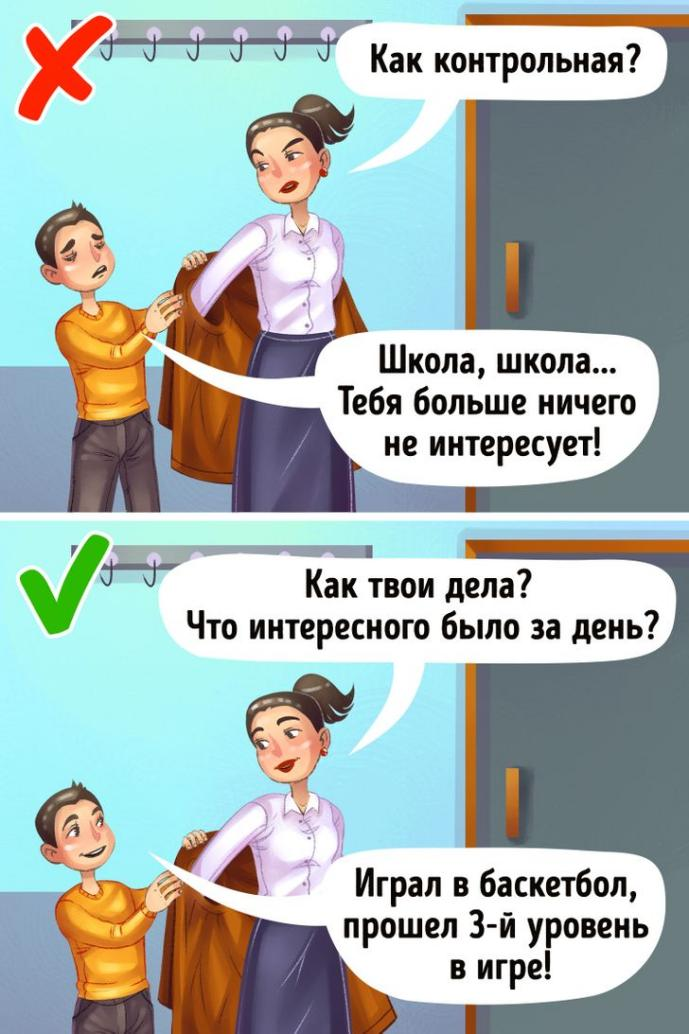 Как контрольная?
Школа, школа...
Тебя больше ничего
не интересует!
Как твои дела?
Что интересного было за день?
Играл в баскетбол,
прошел 3-й уровень
в игре!